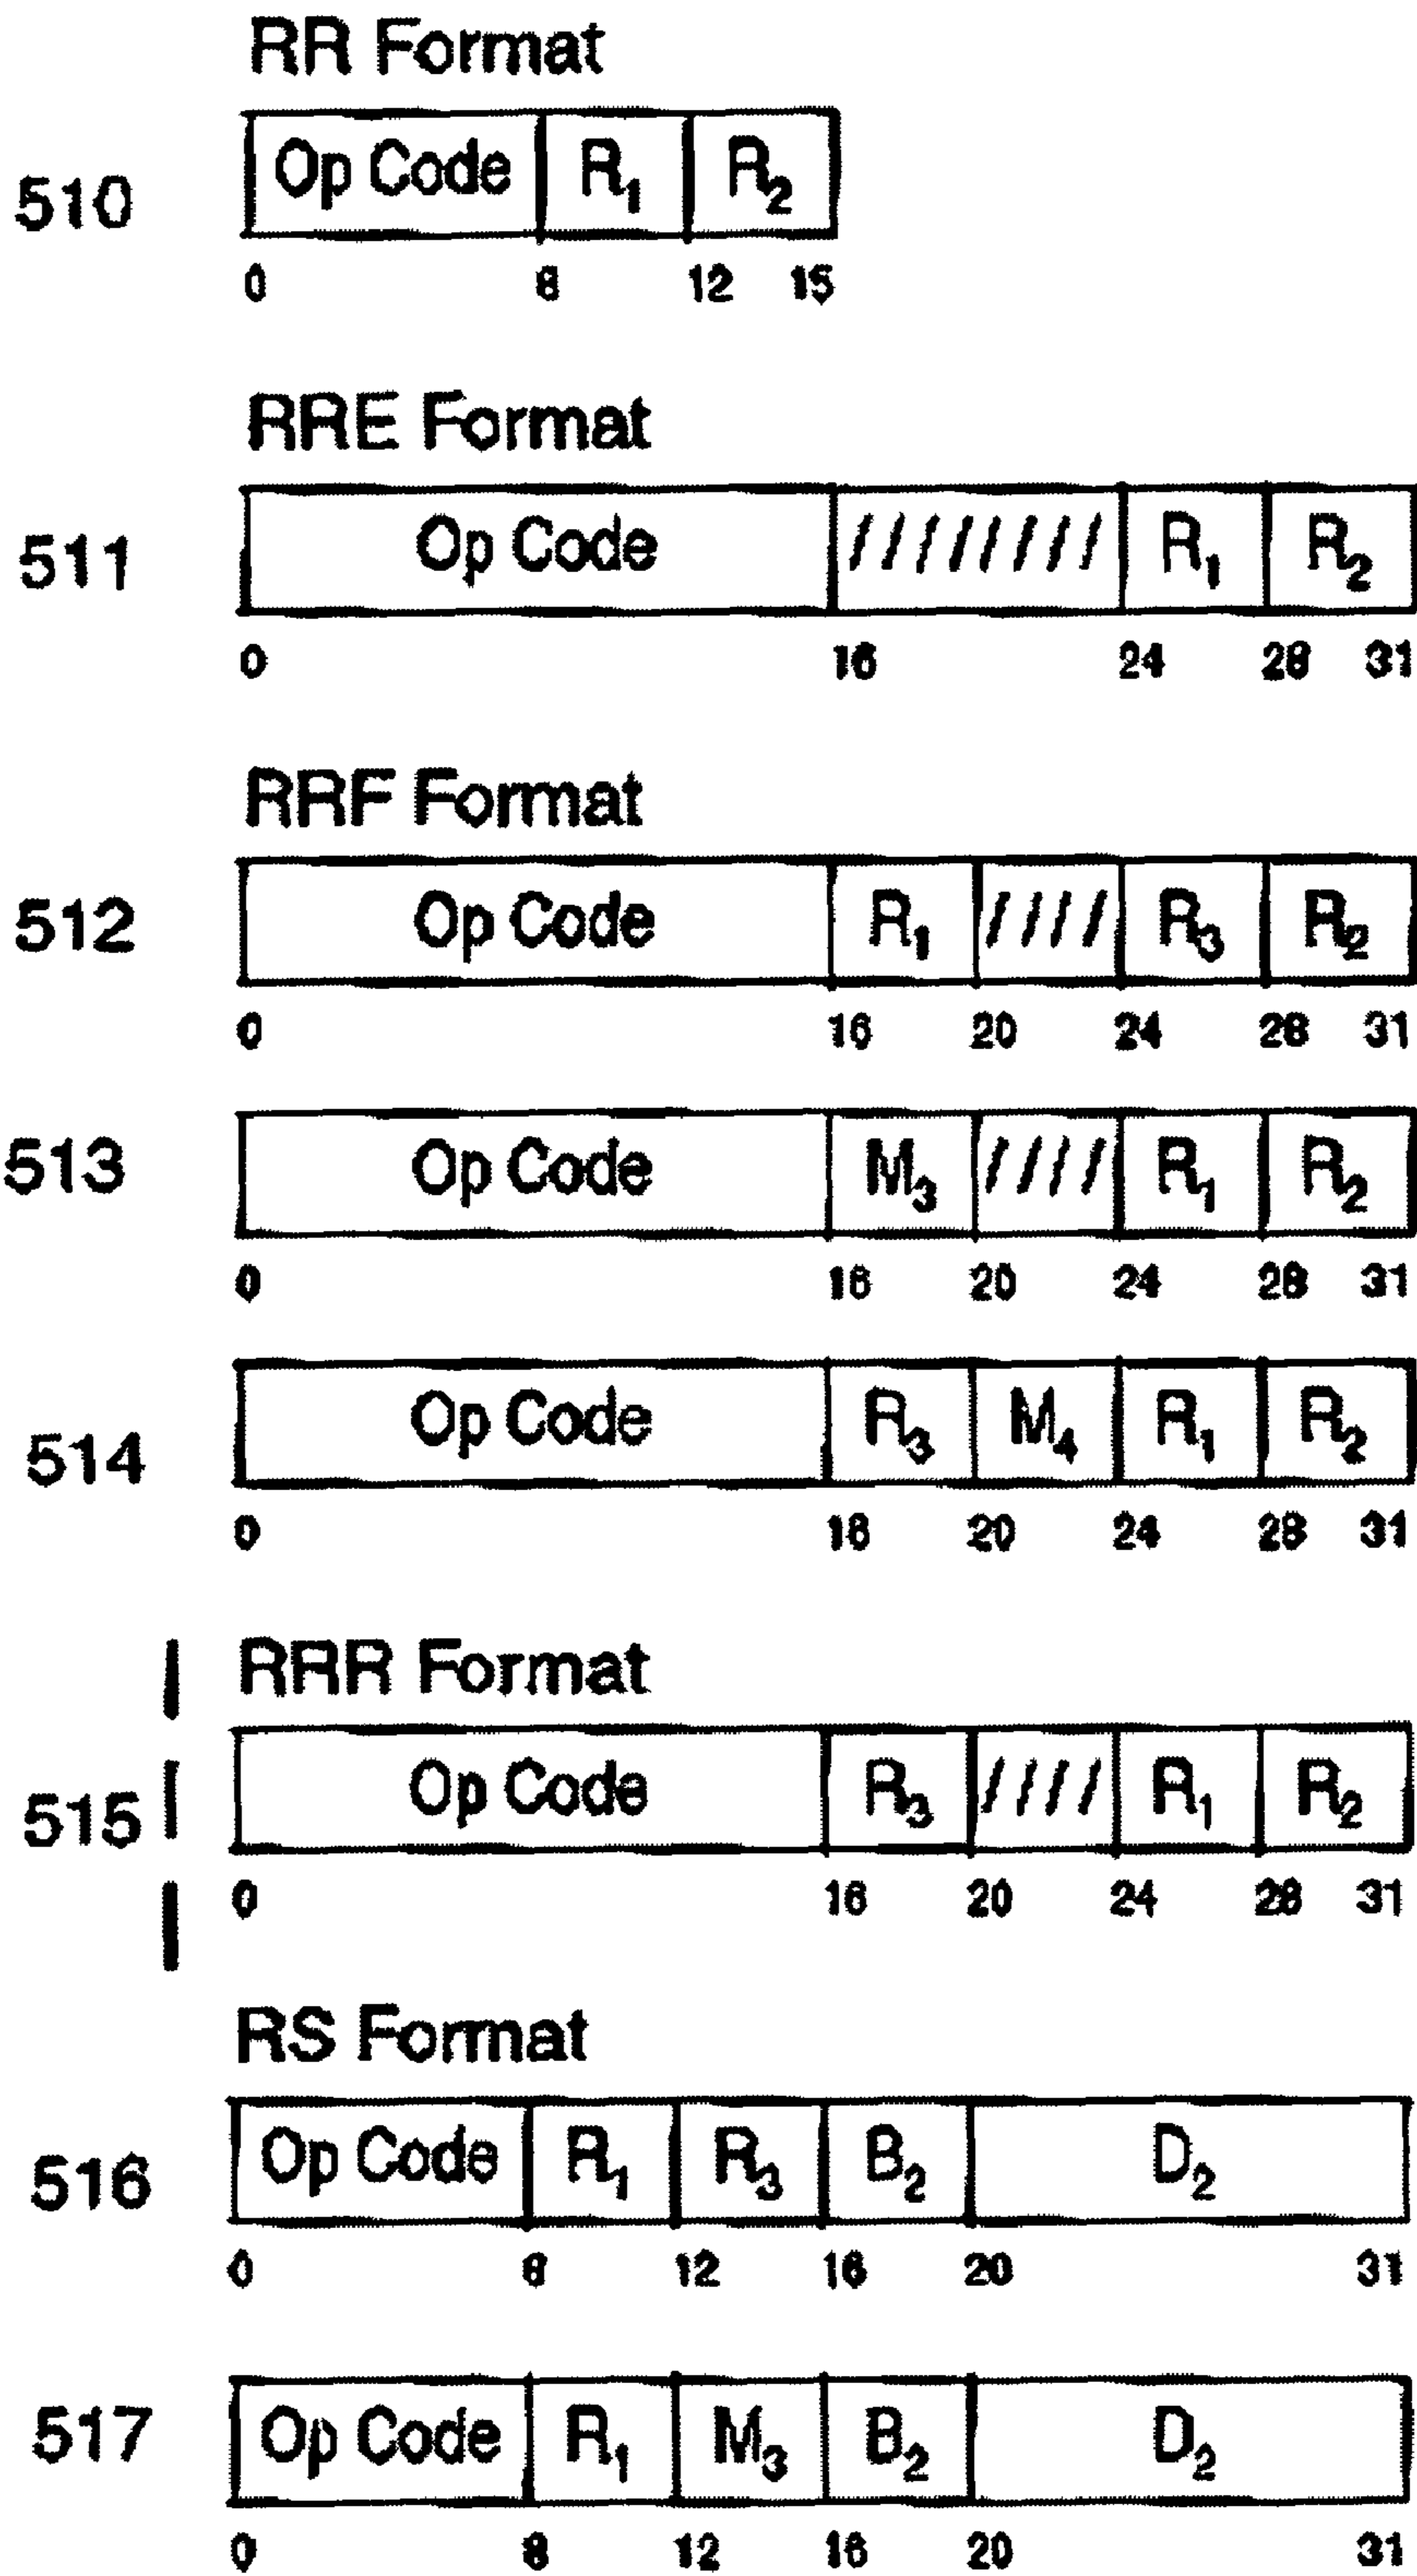 RR Format
510 Op Code R₁ R₂
0 8 12 15
RRE Format
511 Op Code //////// R₁ R₂
0 16 24 28 31
RRF Format
512 Op Code R₁ //// R₃ R₂
0 16 20 24 28 31
513 Op Code M₃ //// R₁ R₂
0 16 20 24 28 31
514 Op Code R₃ M₄ R₁ R₂
0 16 20 24 28 31
RRR Format
515 Op Code R₃ //// R₁ R₂
0 16 20 24 28 31
RS Format
516 Op Code R₁ R₃ B₂ D₂
0 8 12 16 20 31
517 Op Code R₁ M₃ B₂ D₂
0 8 12 16 20 31